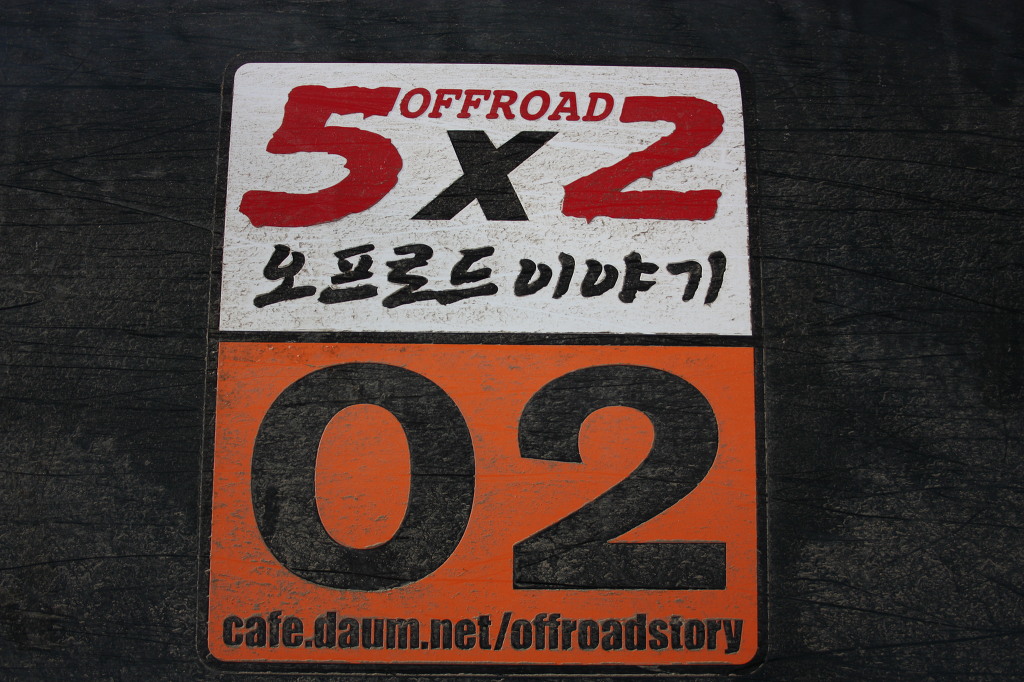 OFFROAD
5x2
오프로드 이야기
02
cafe.daum.net/offroadstory